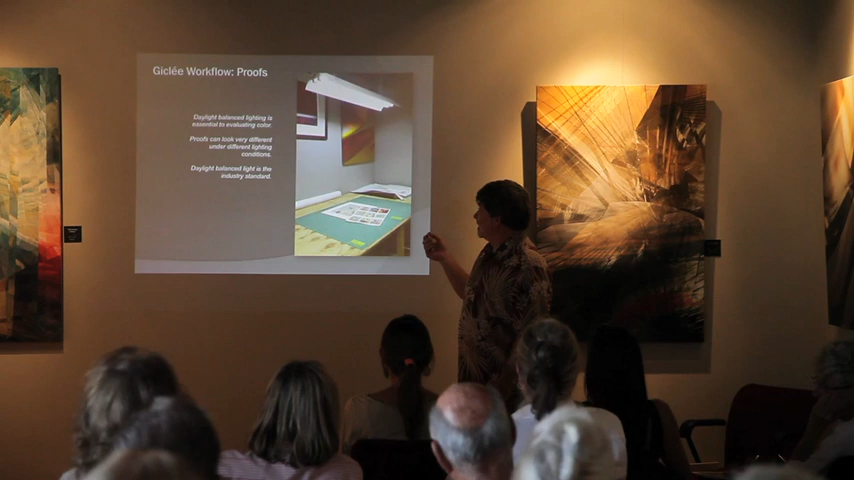 Giclée Workflow: Proofs
Daylight balanced lighting is
essential to evaluating color.
Proofs can look very different
under different lighting
conditions.
Daylight balanced light is the
industry standard.